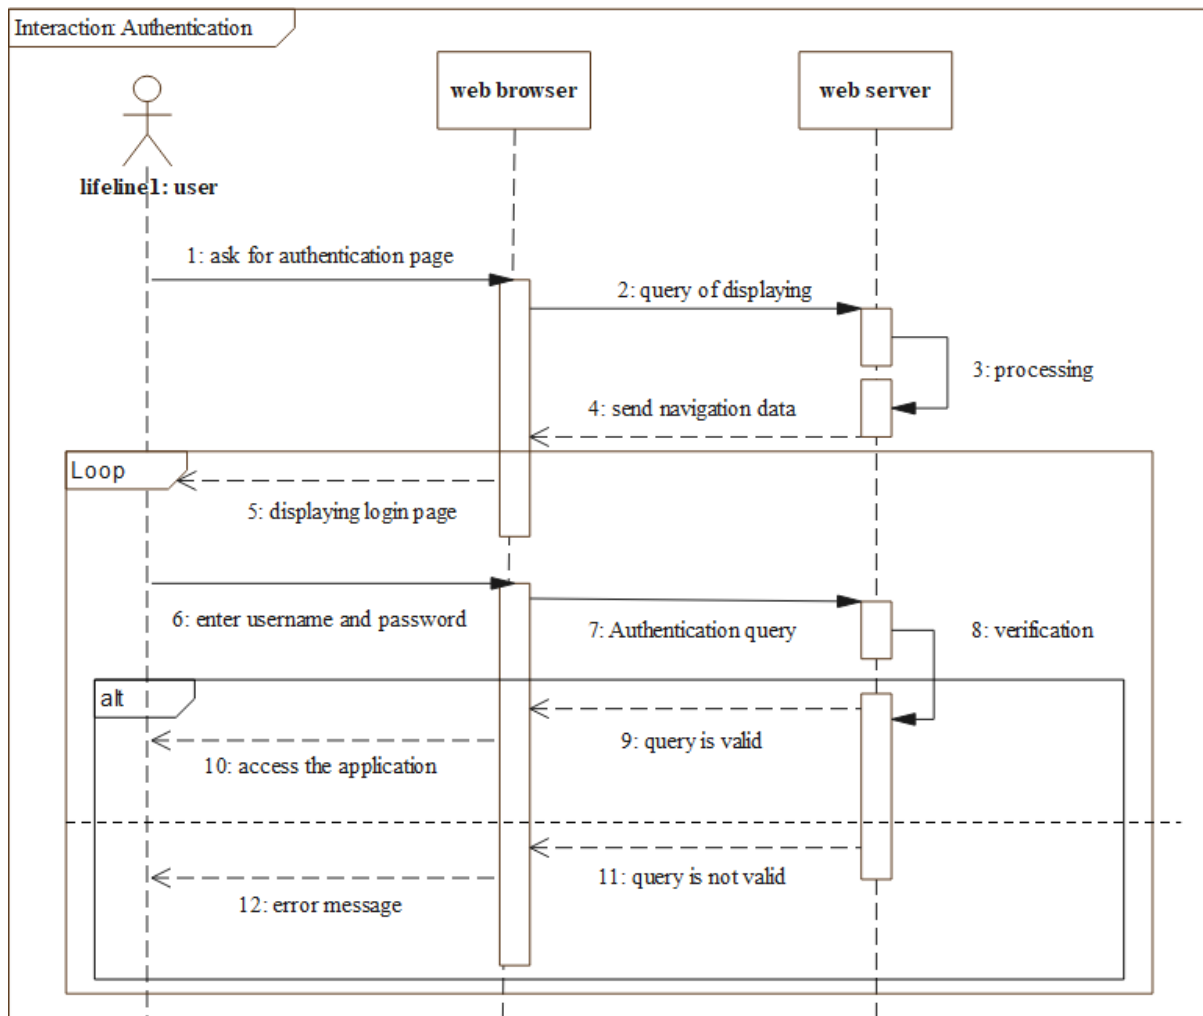 Interaction: Authentication
web browser
web server
lifeline1: user
1: ask for authentication page
2: query of displaying
3: processing
4: send navigation data
Loop
5: displaying login page
6: enter username and password
7: Authentication query
8: verification
alt
9: query is valid
10: access the application
11: query is not valid
12: error message